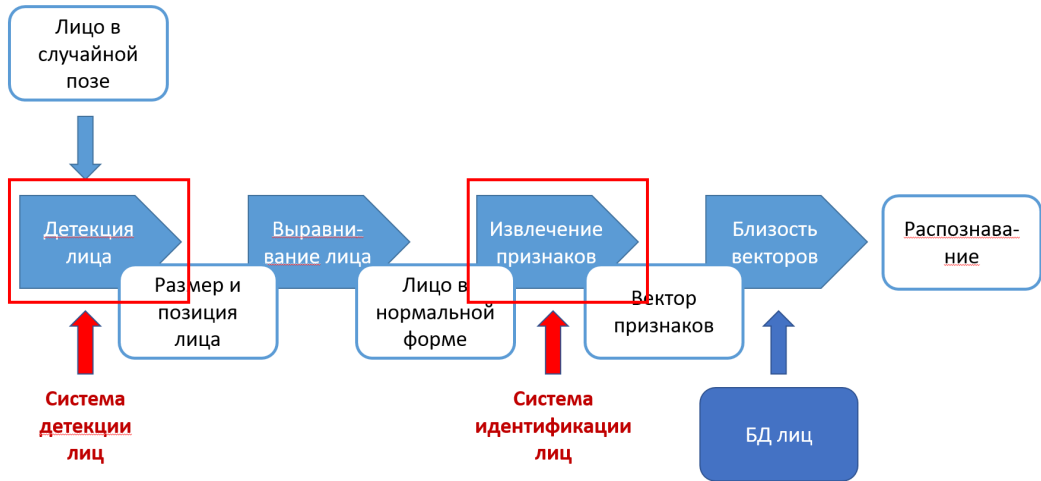 Лицо в
случайной
позе
Детекция
лица
Размер и
позиция
лица
Выравни-
вание лица
Лицо в
нормальной
форме
Извлечение
признаков
Вектор
признаков
Близость
векторов
Распознава-
ние
Система
детекции
лиц
Система
идентификации
лиц
БД лиц